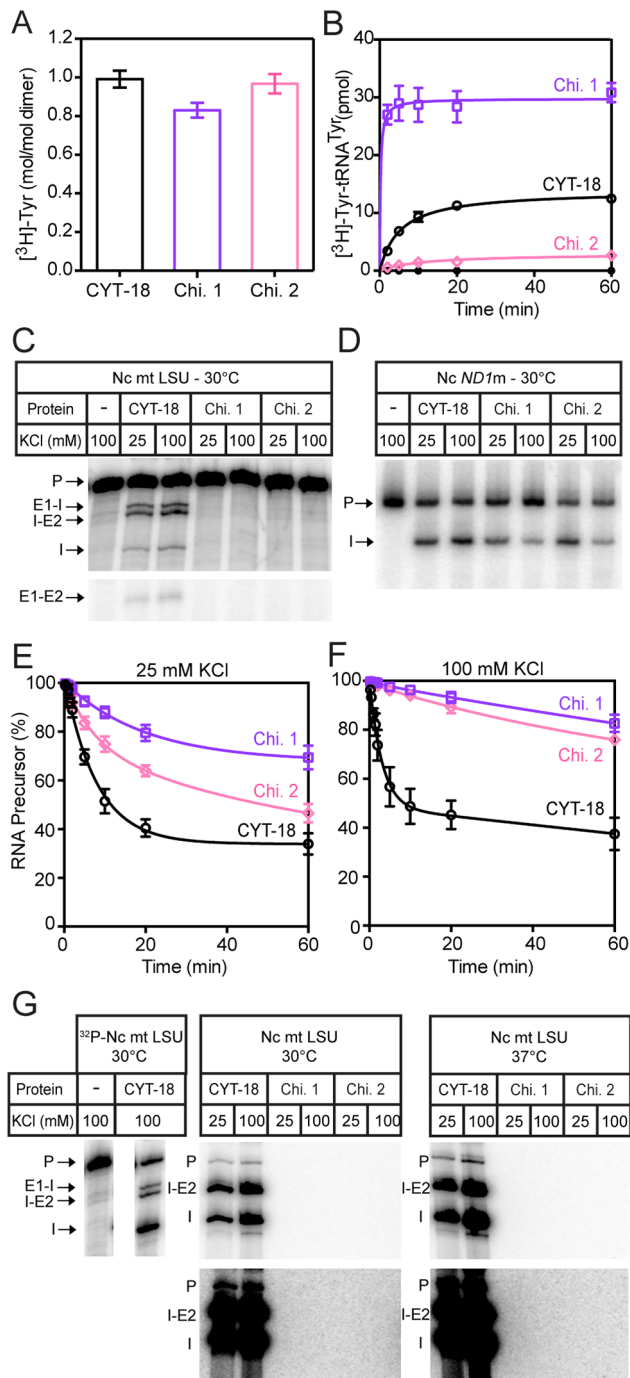 A
[³H]-Tyr (mol/mol dimer)
1.2
1.0
0.8
0.6
0.4
0.2
0.0
CYT-18 Chi. 1 Chi. 2
B
[³H]-Tyr-tRNAᵀʸʳ(pmol)
40
30
20
10
0
Chi. 1
CYT-18
Chi. 2
0 20 40 60
Time (min)
C
Nc mt LSU - 30°C
Protein - CYT-18 Chi. 1 Chi. 2
KCl (mM) 100 25 100 25 100 25 100
P
E1-I
I-E2
I
E1-E2
D
Nc ND1m - 30°C
- CYT-18 Chi. 1 Chi. 2
100 25 100 25 100 25 100
P
I
E
25 mM KCl
RNA Precursor (%)
100
80
60
40
20
0
Chi. 1
Chi. 2
CYT-18
0 20 40 60
Time (min)
F
100 mM KCl
100
80
60
40
20
0
Chi. 1
Chi. 2
CYT-18
0 20 40 60
Time (min)
G
³²P-Nc mt LSU
30°C
Protein - CYT-18
KCl (mM) 100 100
P
E1-I
I-E2
I
Nc mt LSU
30°C
CYT-18 Chi. 1 Chi. 2
25 100 25 100 25 100
P
I-E2
I
P
I-E2
I
Nc mt LSU
37°C
CYT-18 Chi. 1 Chi. 2
25 100 25 100 25 100
P
I-E2
I
P
I-E2
I